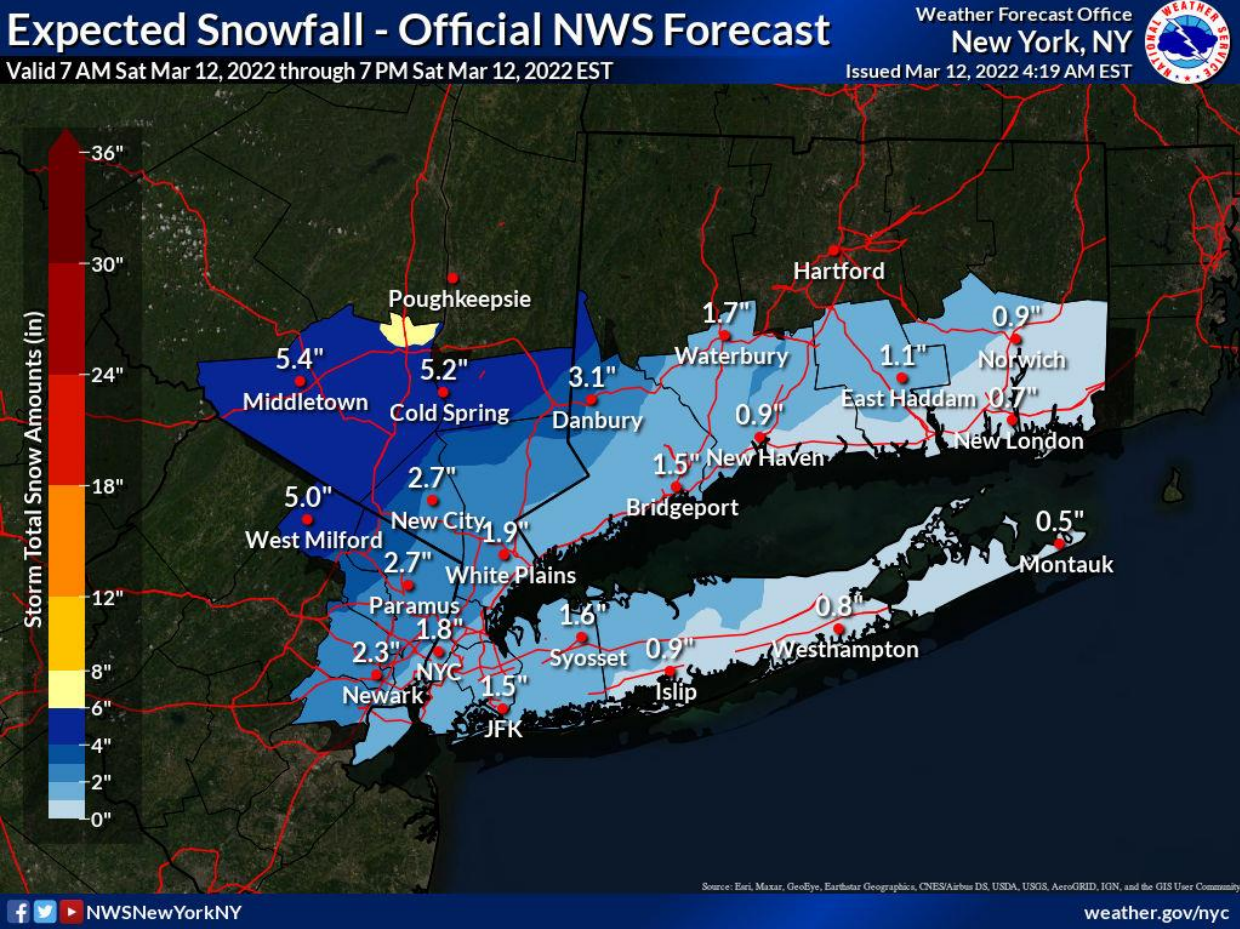 Expected Snowfall - Official NWS Forecast
Valid 7 AM Sat Mar 12, 2022 through 7 PM Sat Mar 12, 2022 EST
Weather Forecast Office
New York, NY
Issued Mar 12, 2022 4:19 AM EST
NATIONAL WEATHER SERVICE
Storm Total Snow Amounts (in)
36"
30"
24"
18"
12"
8"
6"
4"
2"
0"
Hartford
Poughkeepsie
1.7"
Waterbury
0.9"
Norwich
5.4"
Middletown
5.2"
Cold Spring
3.1"
Danbury
1.1"
East Haddam
0.7"
New London
0.9"
New Haven
1.5"
Bridgeport
2.7"
New City
5.0"
West Milford
1.9"
White Plains
0.5"
Montauk
2.7"
Paramus
1.8"
NYC
1.6"
Syosset
0.8"
Westhampton
2.3"
Newark
0.9"
Islip
1.5"
JFK
Source: Esri, Maxar, GeoEye, Earthstar Geographics, CNES/Airbus DS, USDA, USGS, AeroGRID, IGN, and the GIS User Community
NWSNewYorkNY
weather.gov/nyc